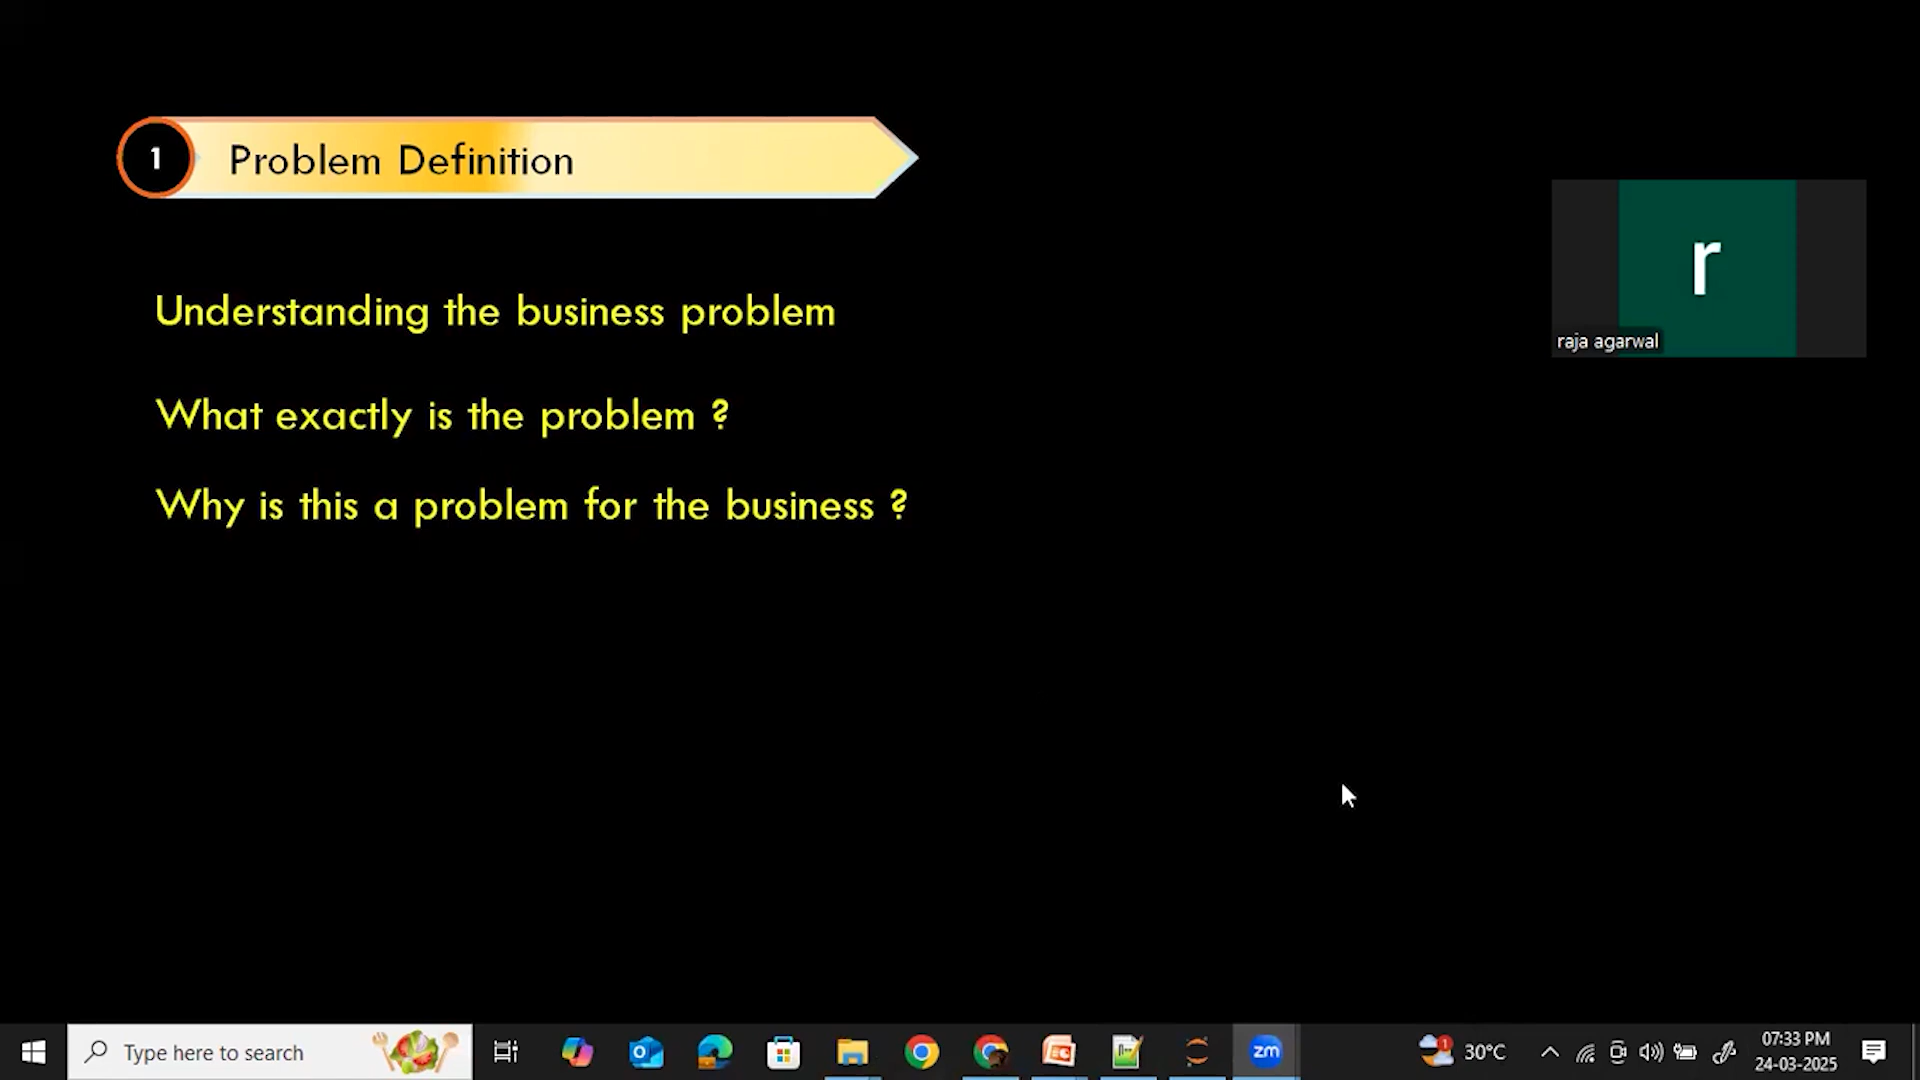 1
Problem Definition
Understanding the business problem
What exactly is the problem ?
Why is this a problem for the business ?
r
raja agarwal
Type here to search
zm
1
30°C
07:33 PM
24-03-2025